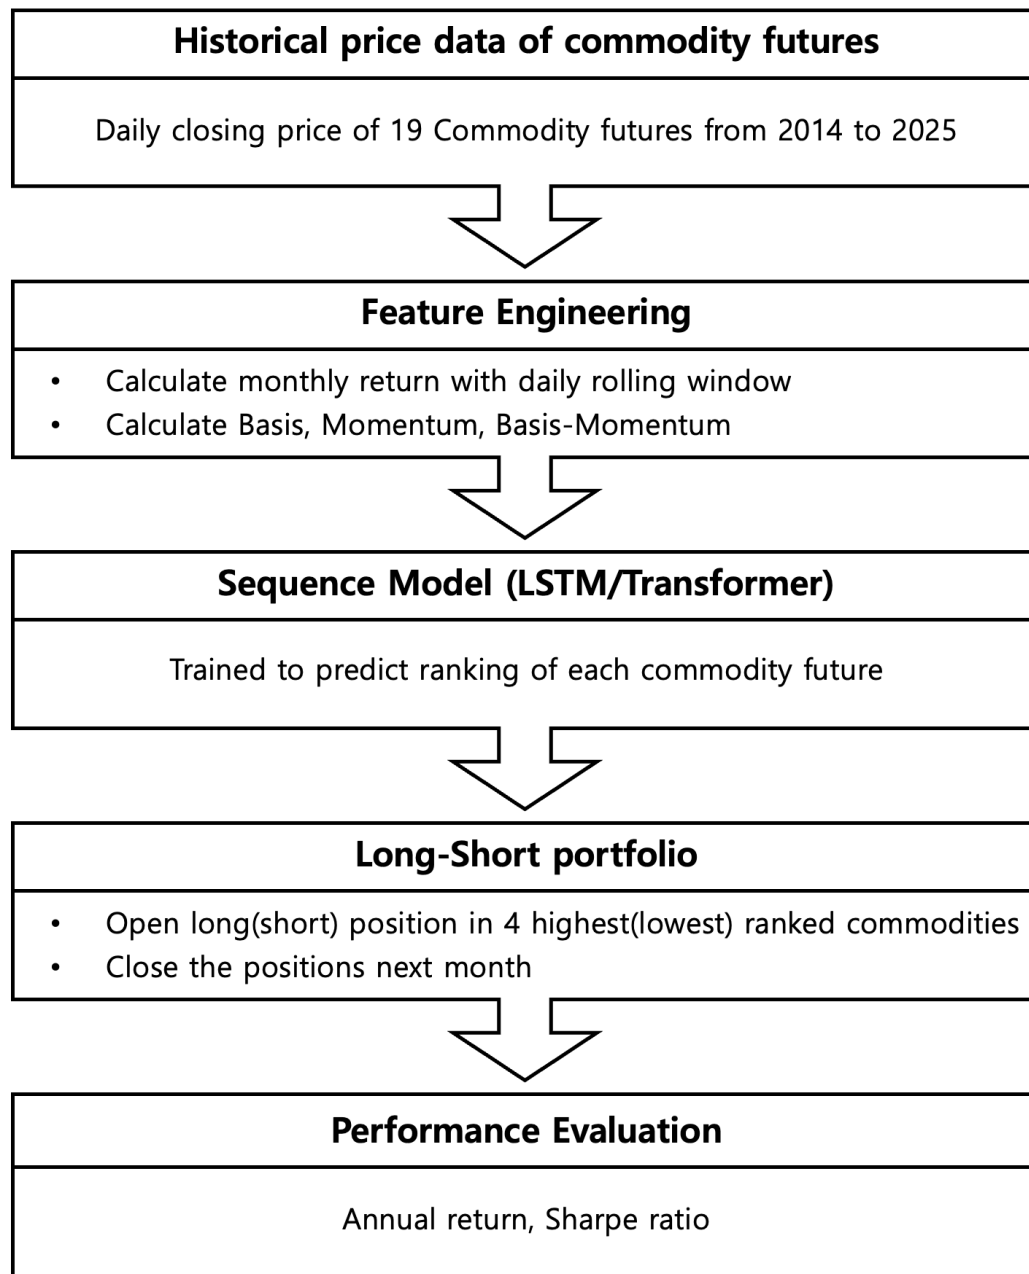 Historical price data of commodity futures
Daily closing price of 19 Commodity futures from 2014 to 2025
Feature Engineering
• Calculate monthly return with daily rolling window
• Calculate Basis, Momentum, Basis-Momentum
Sequence Model (LSTM/Transformer)
Trained to predict ranking of each commodity future
Long-Short portfolio
• Open long(short) position in 4 highest(lowest) ranked commodities
• Close the positions next month
Performance Evaluation
Annual return, Sharpe ratio